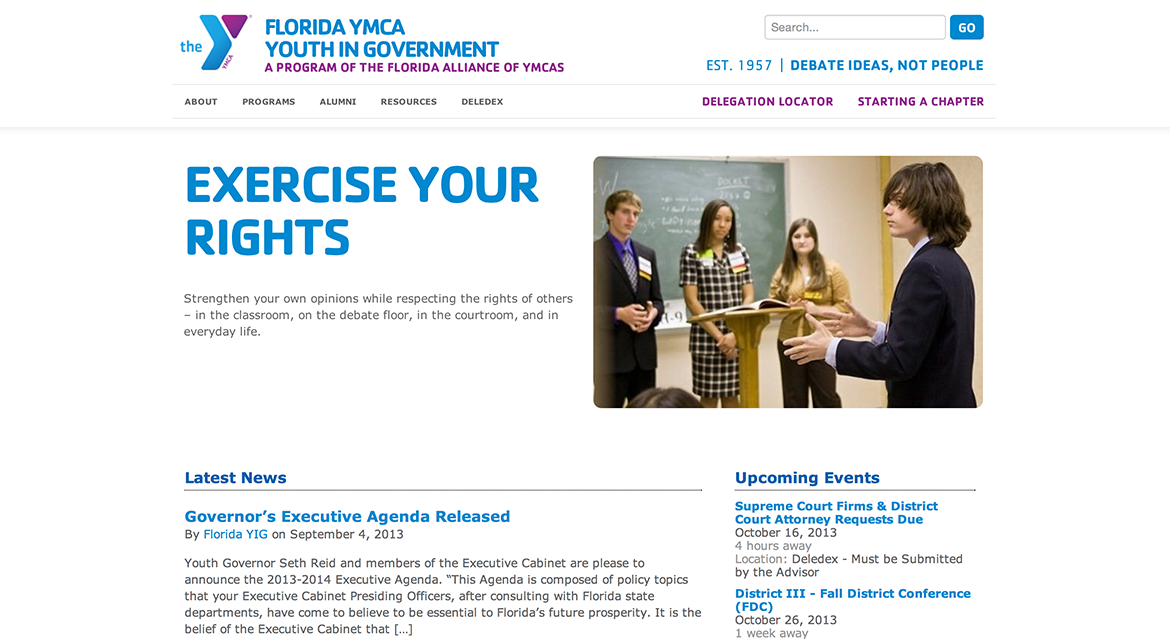 the
YMCA
FLORIDA YMCA
YOUTH IN GOVERNMENT
A PROGRAM OF THE FLORIDA ALLIANCE OF YMCAS
Search...
GO
EST. 1957 | DEBATE IDEAS, NOT PEOPLE
ABOUT PROGRAMS ALUMNI RESOURCES DELEDEX
DELEGATION LOCATOR STARTING A CHAPTER
EXERCISE YOUR
RIGHTS
Strengthen your own opinions while respecting the rights of others
– in the classroom, on the debate floor, in the courtroom, and in
everyday life.
DOCKET
Latest News
Governor’s Executive Agenda Released
By Florida YIG on September 4, 2013
Youth Governor Seth Reid and members of the Executive Cabinet are please to
announce the 2013-2014 Executive Agenda. “This Agenda is composed of policy topics
that your Executive Cabinet Presiding Officers, after consulting with Florida state
departments, have come to believe to be essential to Florida’s future prosperity. It is the
belief of the Executive Cabinet that […]
Upcoming Events
Supreme Court Firms & District
Court Attorney Requests Due
October 16, 2013
4 hours away
Location: Deledex - Must be Submitted
by the Advisor
District III - Fall District Conference
(FDC)
October 26, 2013
1 week away